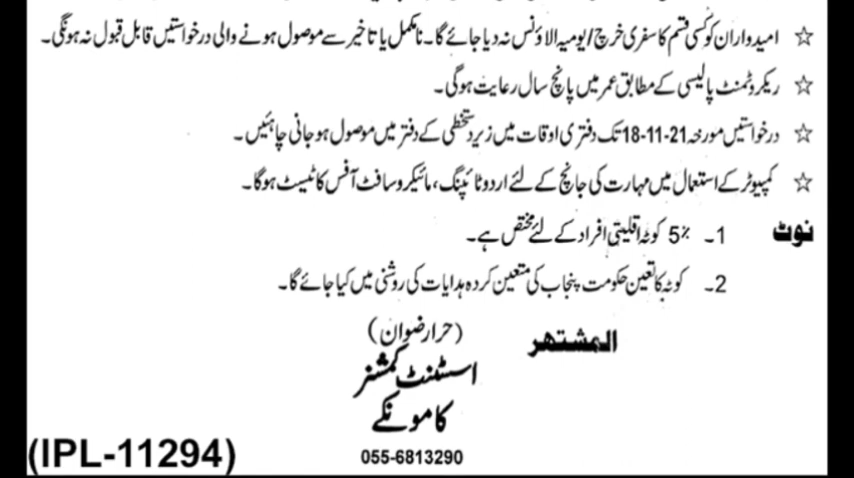 ☆ امیدواران کو کسی قسم کا سفری خرچ/یومیہ الاؤنس نہ دیا جائے گا۔ نامکمل یا تاخیر سے موصول ہونے والی درخواستیں قابل قبول نہ ہونگی۔
☆ ریکروٹمنٹ پالیسی کے مطابق عمر میں پانچ سال رعایت ہوگی۔
☆ درخواستیں مورخہ 21-11-18 تک دفتری اوقات میں زیر دستخطی کے دفتر میں موصول ہو جانی چاہئیں۔
☆ کمپیوٹر کے استعمال میں مہارت کی جانچ کے لئے اردو ٹائپنگ، مائیکروسافٹ آفس کا ٹیسٹ ہوگا۔
نوٹ 1۔ 5% کوٹہ اقلیتی افراد کے لئے مختص ہے۔
2۔ کوٹہ کا تعین حکومت پنجاب کی متعین کردہ ہدایات کی روشنی میں کیا جائے گا۔
المشتہر (حرا رضوان)
اسسٹنٹ کمشنر
کامونکے
055-6813290
(IPL-11294)